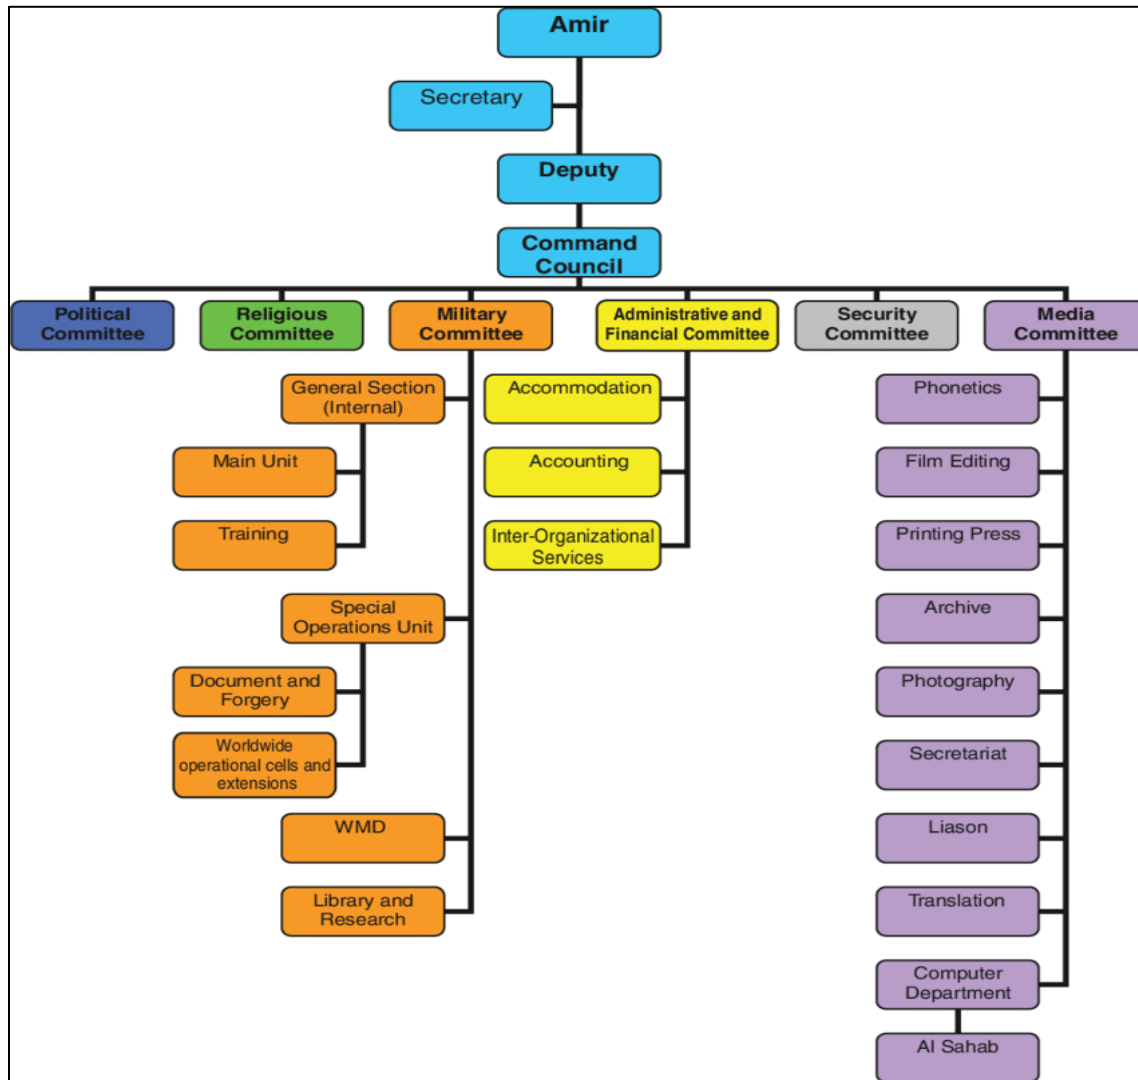 Amir
Secretary
Deputy
Command
Council
Political
Committee
Religious
Committee
Military
Committee
Administrative and
Financial Committee
Security
Committee
Media
Committee
General Section
(Internal)
Main Unit
Training
Special
Operations Unit
Document and
Forgery
Worldwide
operational cells and
extensions
WMD
Library and
Research
Accommodation
Accounting
Inter-Organizational
Services
Phonetics
Film Editing
Printing Press
Archive
Photography
Secretariat
Liason
Translation
Computer
Department
Al Sahab